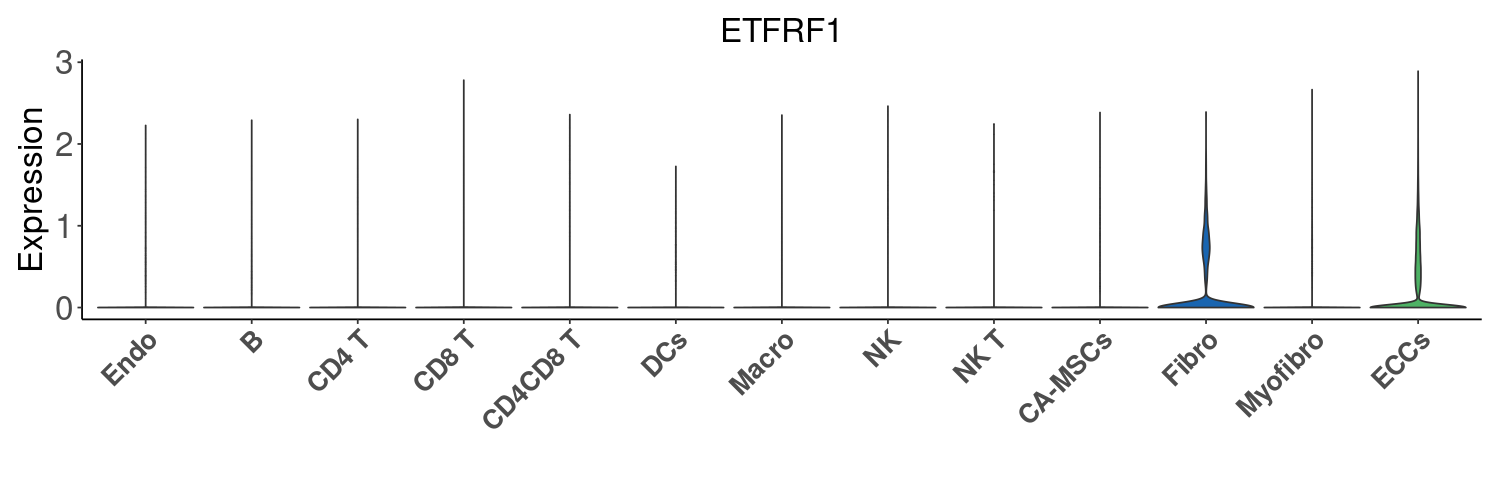 ETFRF1
Expression
3
2
1
0
Endo
B
CD4 T
CD8 T
CD4CD8 T
DCs
Macro
NK
NK T
CA-MSCs
Fibro
Myofibro
ECCs